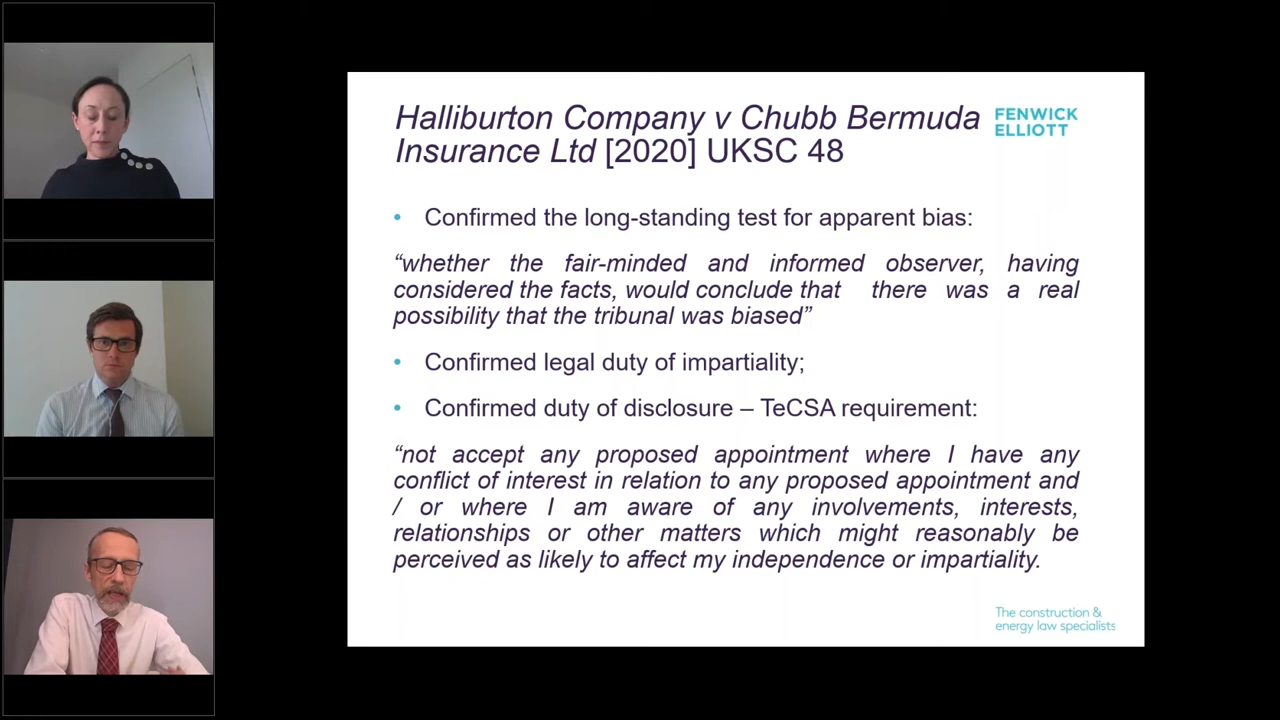 Halliburton Company v Chubb Bermuda
Insurance Ltd [2020] UKSC 48
FENWICK
ELLIOTT
• Confirmed the long-standing test for apparent bias:
“whether the fair-minded and informed observer, having
considered the facts, would conclude that there was a real
possibility that the tribunal was biased”
• Confirmed legal duty of impartiality;
• Confirmed duty of disclosure – TeCSA requirement:
“not accept any proposed appointment where I have any
conflict of interest in relation to any proposed appointment and
/ or where I am aware of any involvements, interests,
relationships or other matters which might reasonably be
perceived as likely to affect my independence or impartiality.
The construction &
energy law specialists